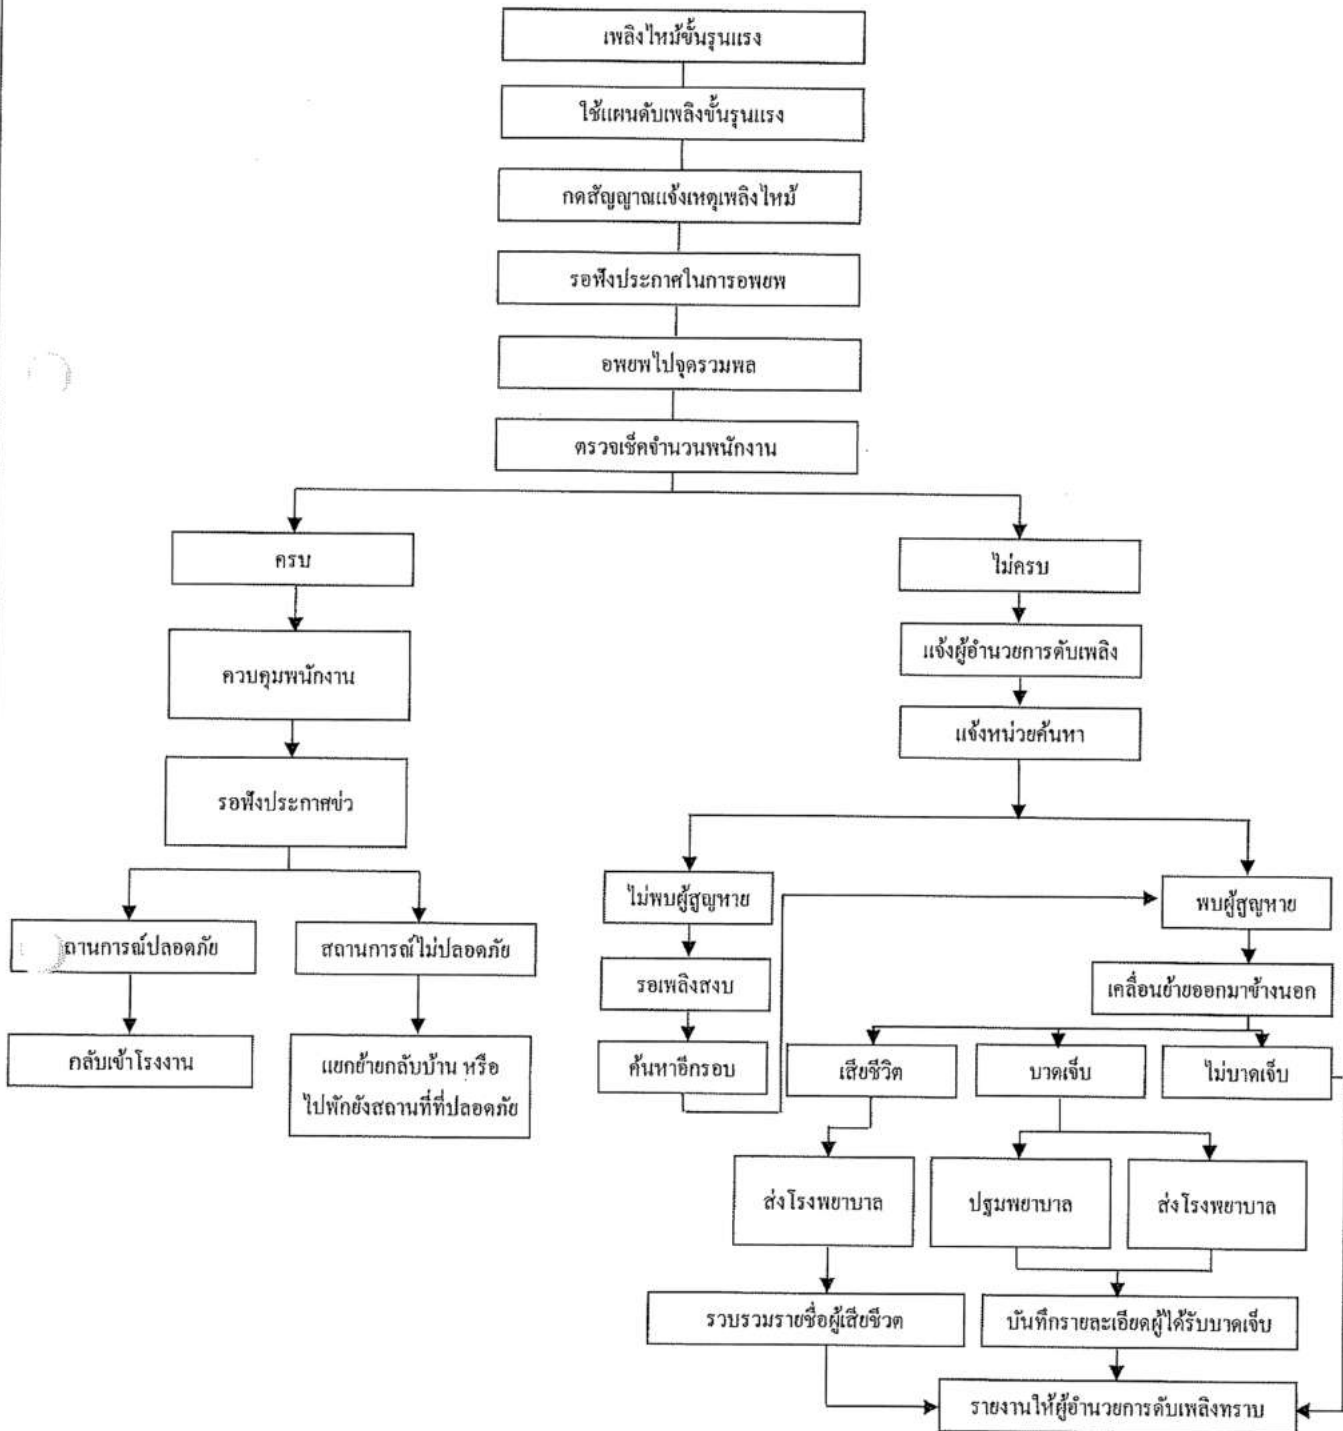 เพลิงไหม้ขั้นรุนแรง
ใช้แผนดับเพลิงขั้นรุนแรง
กดสัญญาณแจ้งเหตุเพลิงไหม้
รอฟังประกาศในการอพยพ
อพยพไปจุดรวมพล
ตรวจเช็คจำนวนพนักงาน
ครบ
ควบคุมพนักงาน
รอฟังประกาศข่ว
ถานการณ์ปลอดภัย
กลับเข้าโรงงาน
สถานการณ์ไม่ปลอดภัย
แยกย้ายกลับบ้าน หรือ
ไปพักยังสถานที่ที่ปลอดภัย
ไม่ครบ
แจ้งผู้อำนวยการดับเพลิง
แจ้งหน่วยค้นหา
ไม่พบผู้สูญหาย
รอเพลิงสงบ
ค้นหาอีกรอบ
พบผู้สูญหาย
เคลื่อนย้ายออกมาข้างนอก
เสียชีวิต
บาดเจ็บ
ไม่บาดเจ็บ
ส่งโรงพยาบาล
ปฐมพยาบาล
ส่งโรงพยาบาล
รวบรวมรายชื่อผู้เสียชีวต
บันทึกรายละเอียดผู้ได้รับบาดเจ็บ
รายงานให้ผู้อำนวยการดับเพลิงทราบ